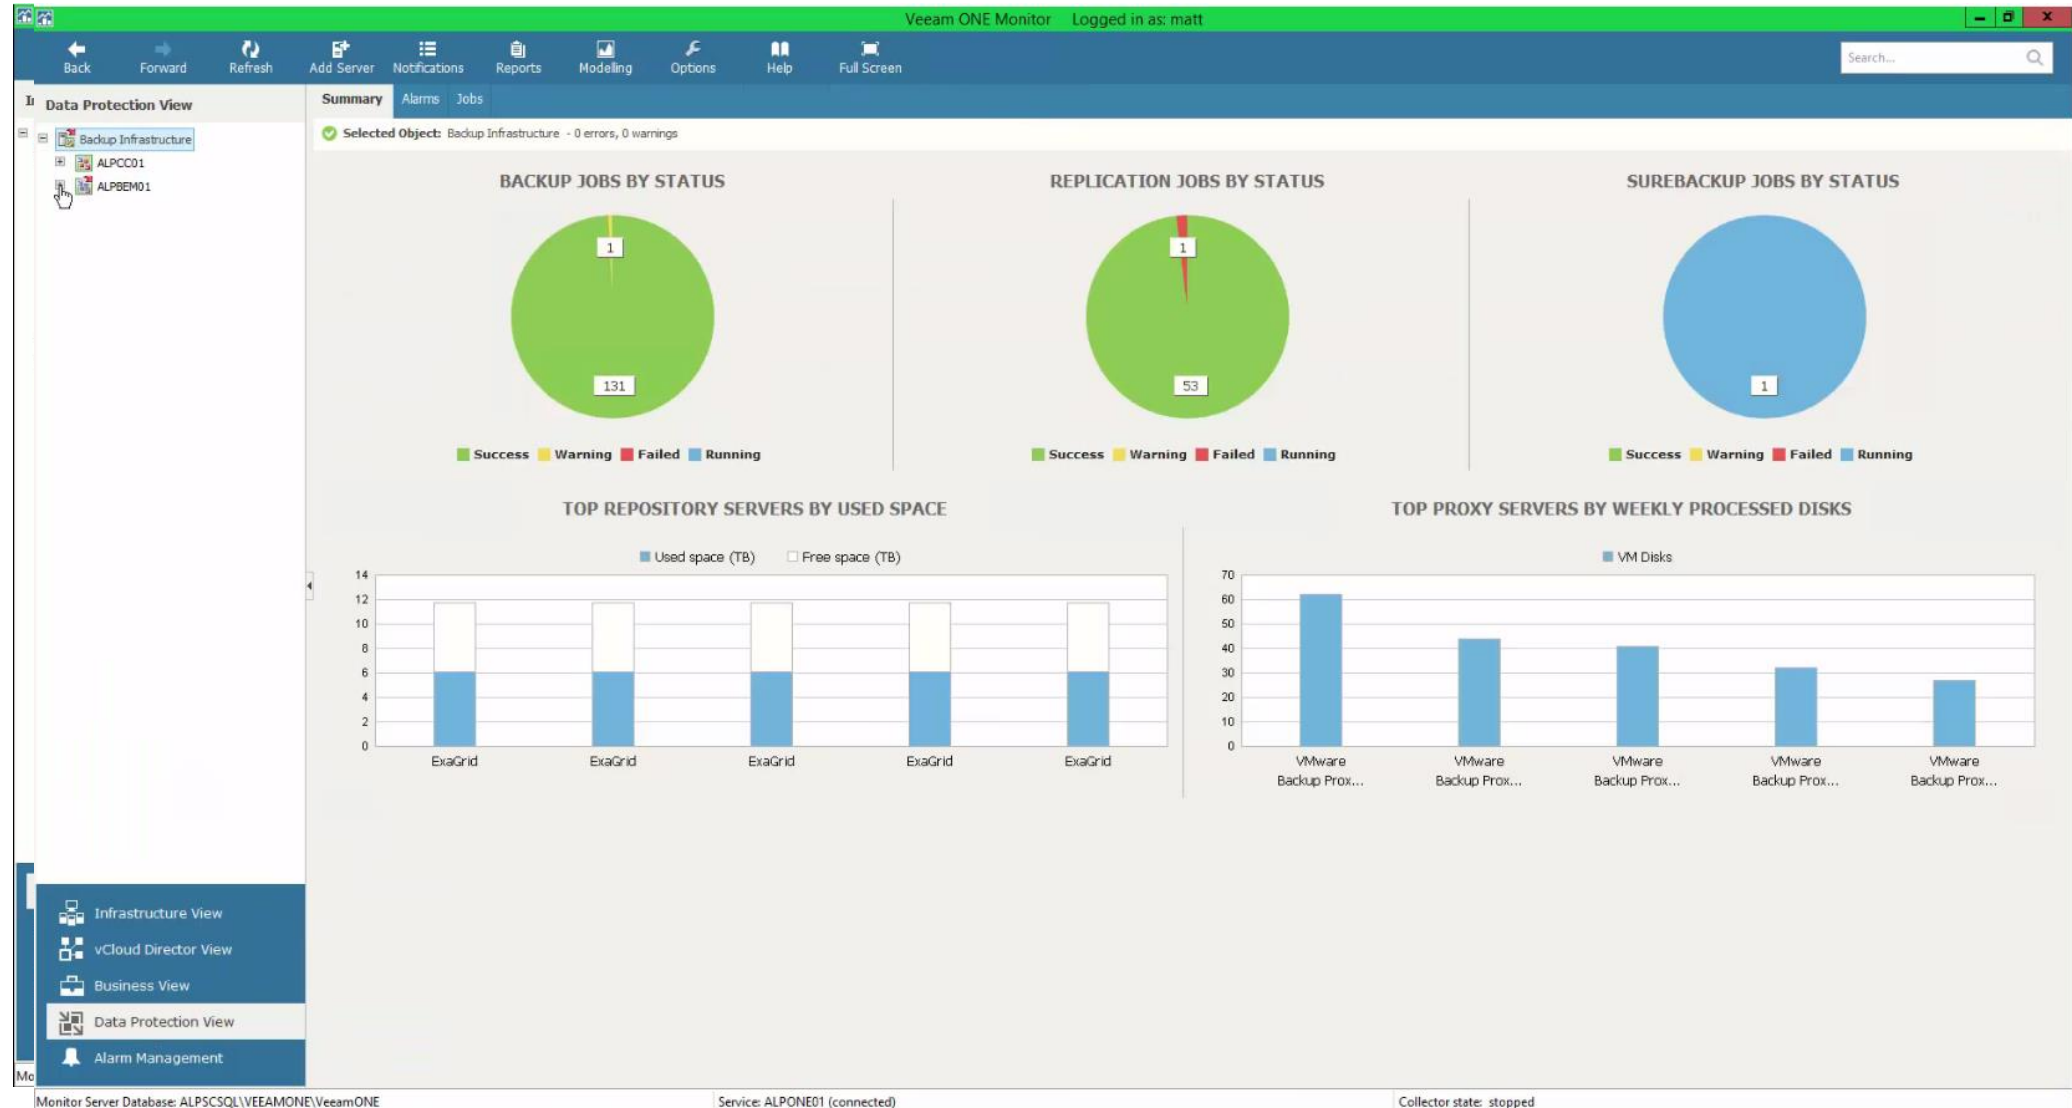 Veeam ONE Monitor Logged in as: matt
Back Forward Refresh Add Server Notifications Reports Modeling Options Help Full Screen Search...
Data Protection View
Summary Alarms Jobs
Selected Object: Backup Infrastructure - 0 errors, 0 warnings
Backup Infrastructure
ALPCC01
ALPBEM01
BACKUP JOBS BY STATUS
1
131
Success Warning Failed Running
REPLICATION JOBS BY STATUS
1
53
Success Warning Failed Running
SUREBACKUP JOBS BY STATUS
1
Success Warning Failed Running
TOP REPOSITORY SERVERS BY USED SPACE
Used space (TB) Free space (TB)
14
12
10
8
6
4
2
0
ExaGrid ExaGrid ExaGrid ExaGrid ExaGrid
TOP PROXY SERVERS BY WEEKLY PROCESSED DISKS
VM Disks
70
60
50
40
30
20
10
0
VMware VMware VMware VMware VMware
Backup Prox... Backup Prox... Backup Prox... Backup Prox... Backup Prox...
Infrastructure View
vCloud Director View
Business View
Data Protection View
Alarm Management
Mo
Monitor Server Database: ALPSCSQL\VEEAMONE\VeeamONE Service: ALPONE01 (connected) Collector state: stopped